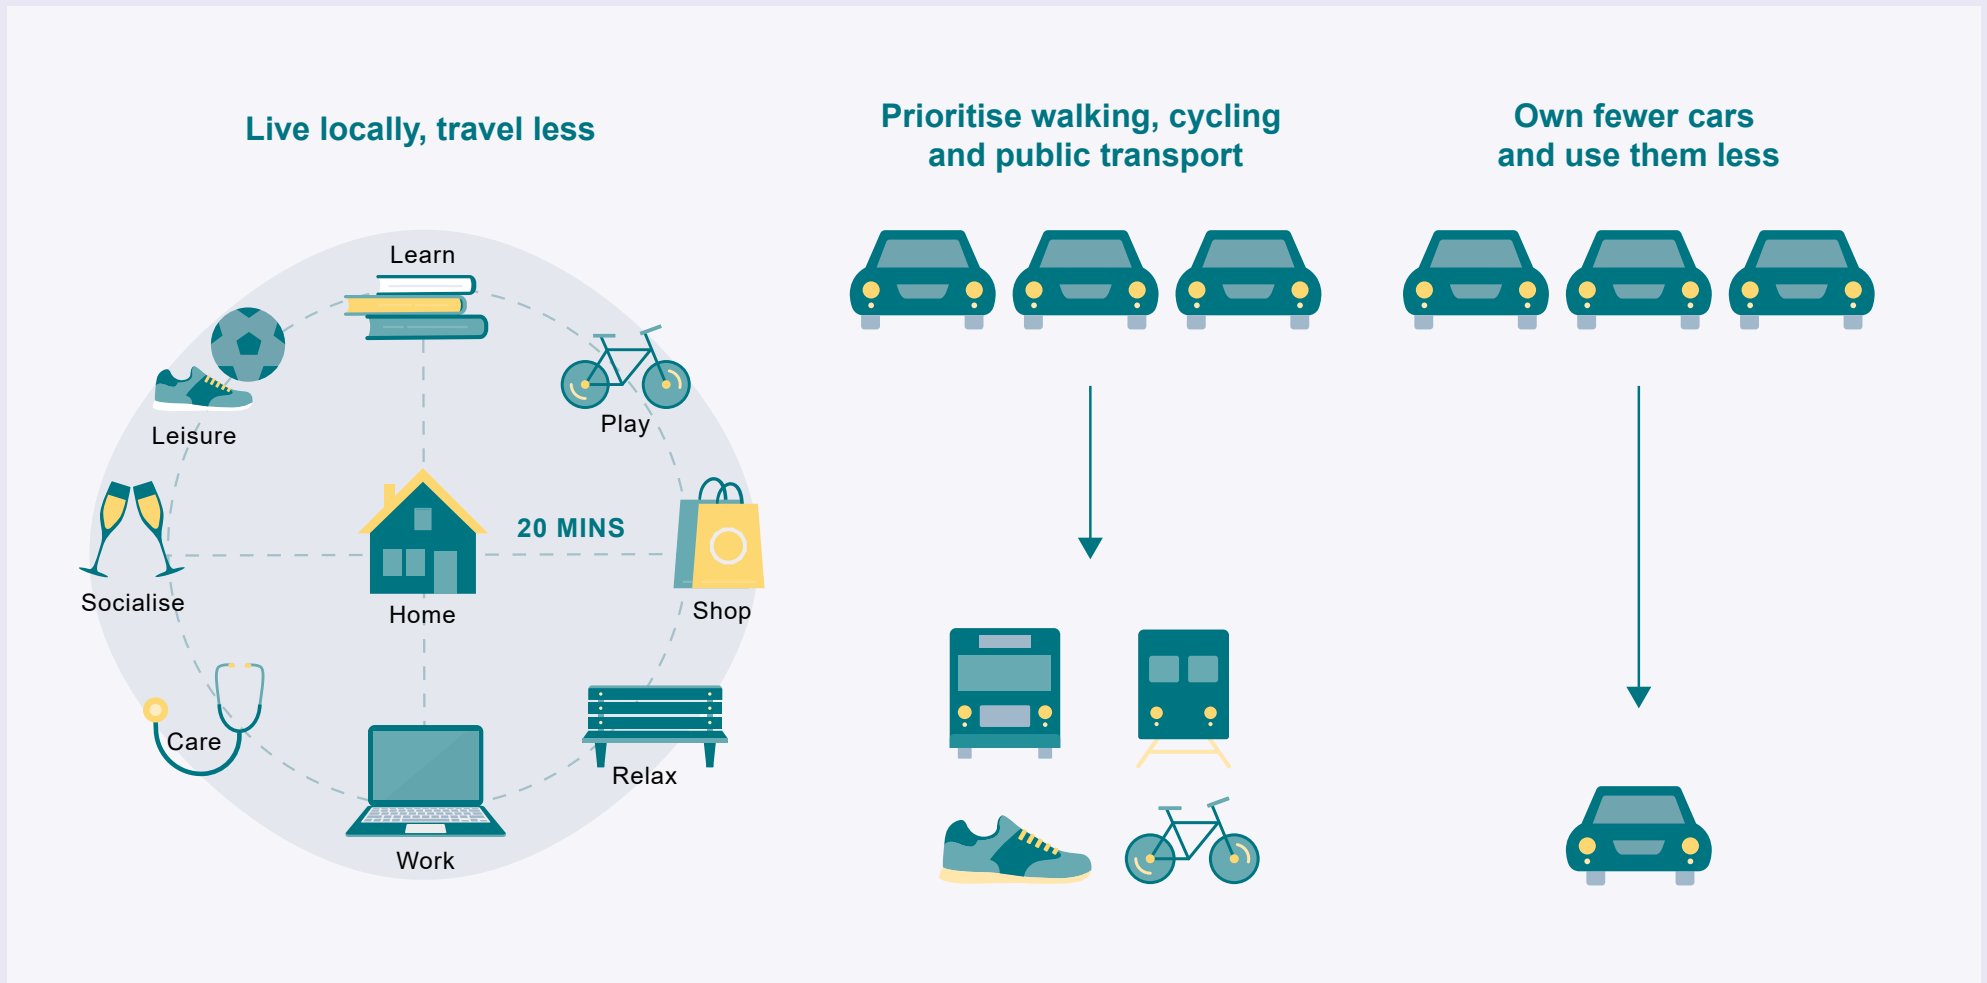 Live locally, travel less
Prioritise walking, cycling
and public transport
Own fewer cars
and use them less
Learn
Play
Leisure
20 MINS
Socialise
Home
Shop
Care
Relax
Work